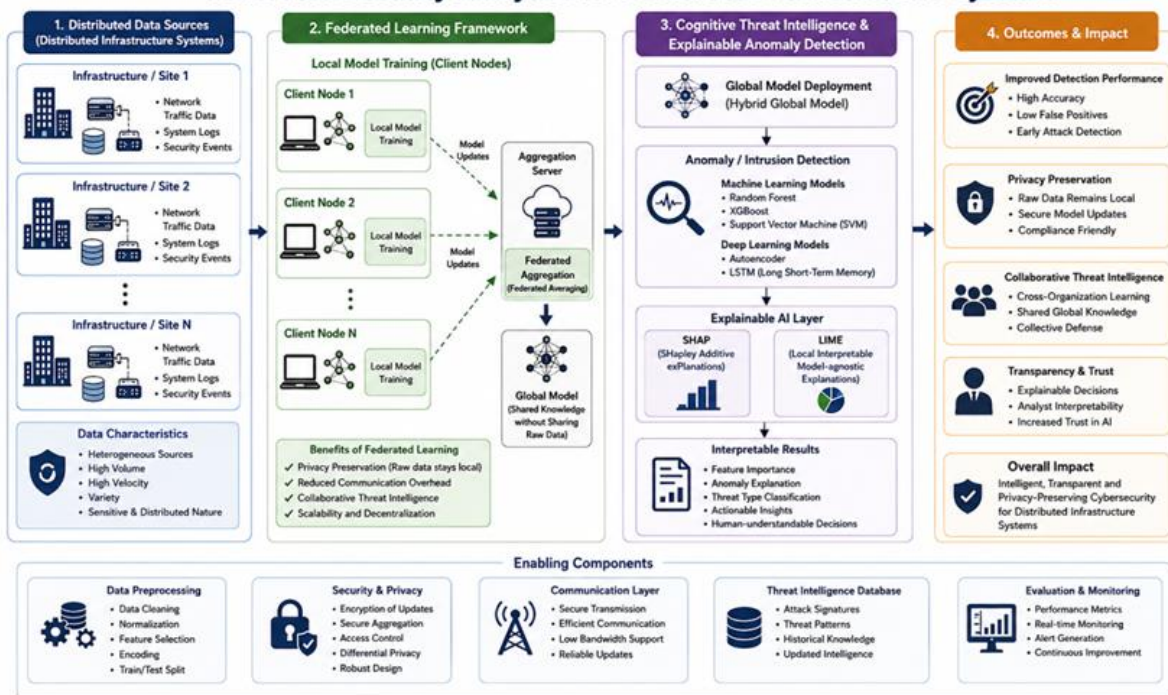 1. Distributed Data Sources
(Distributed Infrastructure Systems)
Infrastructure / Site 1
• Network
Traffic Data
• System Logs
• Security Events
Infrastructure / Site 2
• Network
Traffic Data
• System Logs
• Security Events
Infrastructure / Site N
• Network
Traffic Data
• System Logs
• Security Events
Data Characteristics
• Heterogeneous Sources
• High Volume
• High Velocity
• Variety
• Sensitive & Distributed Nature
2. Federated Learning Framework
Local Model Training (Client Nodes)
Client Node 1
Local Model
Training
Client Node 2
Local Model
Training
Client Node N
Local Model
Training
Model
Updates
Model
Updates
Aggregation
Server
Federated
Aggregation
(Federated Averaging)
Global Model
(Shared Knowledge
without Sharing
Raw Data)
Benefits of Federated Learning
✓ Privacy Preservation (Raw data stays local)
✓ Reduced Communication Overhead
✓ Collaborative Threat Intelligence
✓ Scalability and Decentralization
3. Cognitive Threat Intelligence &
Explainable Anomaly Detection
Global Model Deployment
(Hybrid Global Model)
Anomaly / Intrusion Detection
Machine Learning Models
• Random Forest
• XGBoost
• Support Vector Machine (SVM)
Deep Learning Models
• Autoencoder
• LSTM (Long Short-Term Memory)
Explainable AI Layer
SHAP
(SHapley Additive
exPlanations)
LIME
(Local Interpretable
Model-agnostic
Explanations)
Interpretable Results
• Feature Importance
• Anomaly Explanation
• Threat Type Classification
• Actionable Insights
• Human-understandable Decisions
4. Outcomes & Impact
Improved Detection Performance
• High Accuracy
• Low False Positives
• Early Attack Detection
Privacy Preservation
• Raw Data Remains Local
• Secure Model Updates
• Compliance Friendly
Collaborative Threat Intelligence
• Cross-Organization Learning
• Shared Global Knowledge
• Collective Defense
Transparency & Trust
• Explainable Decisions
• Analyst Interpretability
• Increased Trust in AI
Overall Impact
Intelligent, Transparent and
Privacy-Preserving Cybersecurity
for Distributed Infrastructure
Systems
Enabling Components
Data Preprocessing
• Data Cleaning
• Normalization
• Feature Selection
• Encoding
• Train/Test Split
Security & Privacy
• Encryption of Updates
• Secure Aggregation
• Access Control
• Differential Privacy
• Robust Design
Communication Layer
• Secure Transmission
• Efficient Communication
• Low Bandwidth Support
• Reliable Updates
Threat Intelligence Database
• Attack Signatures
• Threat Patterns
• Historical Knowledge
• Updated Intelligence
Evaluation & Monitoring
• Performance Metrics
• Real-time Monitoring
• Alert Generation
• Continuous Improvement